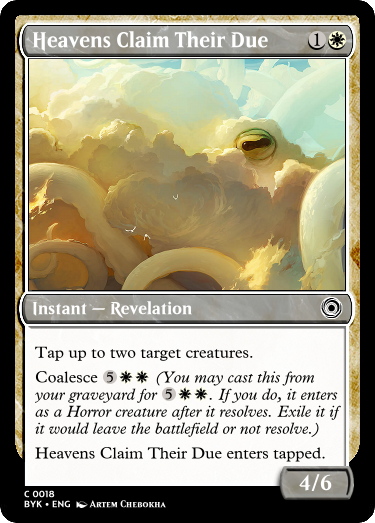 Heavens Claim Their Due 1
Instant — Revelation
Tap up to two target creatures.
Coalesce 5 (You may cast this from
your graveyard for 5 . If you do, it enters
as a Horror creature after it resolves. Exile it if
it would leave the battlefield or not resolve.)
Heavens Claim Their Due enters tapped.
4/6
C 0018
BYK • ENG Artem Chebokha